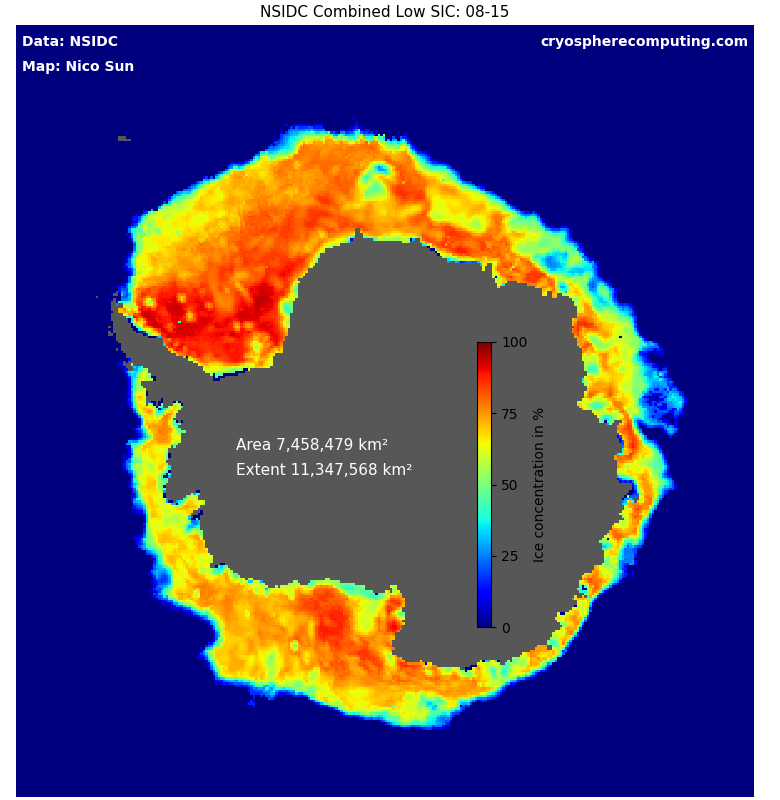 NSIDC Combined Low SIC: 08-15
Data: NSIDC
cryospherecomputing.com
Map: Nico Sun
100
75
50
25
0
Ice concentration in %
Area 7,458,479 km²
Extent 11,347,568 km²